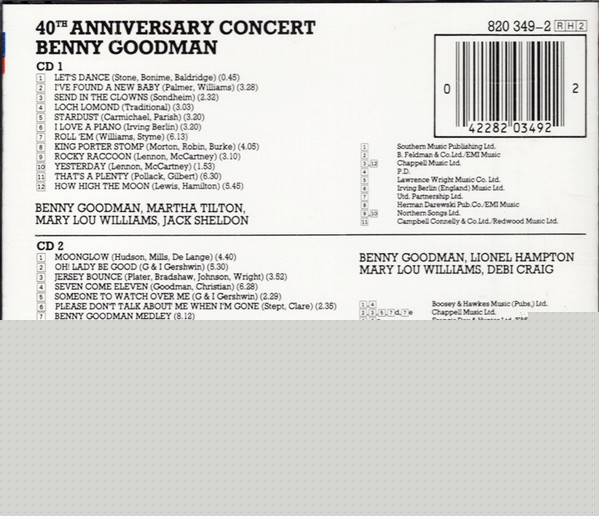 40TH ANNIVERSARY CONCERT
BENNY GOODMAN
820 349-2 RH2
0 42282 03492 2
CD 1
1 LET'S DANCE (Stone, Bonime, Baldridge) (0.45)
2 I'VE FOUND A NEW BABY (Palmer, Williams) (3.28)
3 SEND IN THE CLOWNS (Sondheim) (2.32)
4 LOCH LOMOND (Traditional) (3.03)
5 STARDUST (Carmichael, Parish) (3.20)
6 I LOVE A PIANO (Irving Berlin) (3.20)
7 ROLL 'EM (Williams, Styme) (6.13)
8 KING PORTER STOMP (Morton, Robin, Burke) (4.05)
9 ROCKY RACCOON (Lennon, McCartney) (3.10)
10 YESTERDAY (Lennon, McCartney) (1.53)
11 THAT'S A PLENTY (Pollack, Gilbert) (6.30)
12 HOW HIGH THE MOON (Lewis, Hamilton) (5.45)
1 Southern Music Publishing Ltd.
2 B. Feldman & Co.Ltd./EMI Music
3,12 Chappell Music Ltd.
4 P.D.
5 Lawrence Wright Music Co. Ltd.
6 Irving Berlin (England) Music Ltd.
7 Utd. Partnership Ltd.
8 Herman Darewski Pub.Co./EMI Music
9,10 Northern Songs Ltd.
11 Campbell Connelly & Co.Ltd./Redwood Music Ltd.
BENNY GOODMAN, MARTHA TILTON,
MARY LOU WILLIAMS, JACK SHELDON
CD 2
1 MOONGLOW (Hudson, Mills, De Lange) (4.40)
2 OH! LADY BE GOOD (G & I Gershwin) (5.30)
3 JERSEY BOUNCE (Plater, Bradshaw, Johnson, Wright) (3.52)
4 SEVEN COME ELEVEN (Goodman, Christian) (6.28)
5 SOMEONE TO WATCH OVER ME (G & I Gershwin) (2.29)
6 PLEASE DON'T TALK ABOUT ME WHEN I'M GONE (Stept, Clare) (2.35)
7 BENNY GOODMAN MEDLEY (8.12)
BENNY GOODMAN, LIONEL HAMPTON
MARY LOU WILLIAMS, DEBI CRAIG
1,4 Boosey & Hawkes Music (Pubs,) Ltd.
2,3,5,7d,7e Chappell Music Ltd.